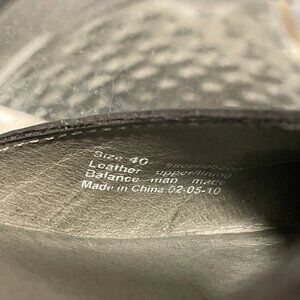 Size 40
Leather upper/lining
Balance man made
Made in China 02-05-10